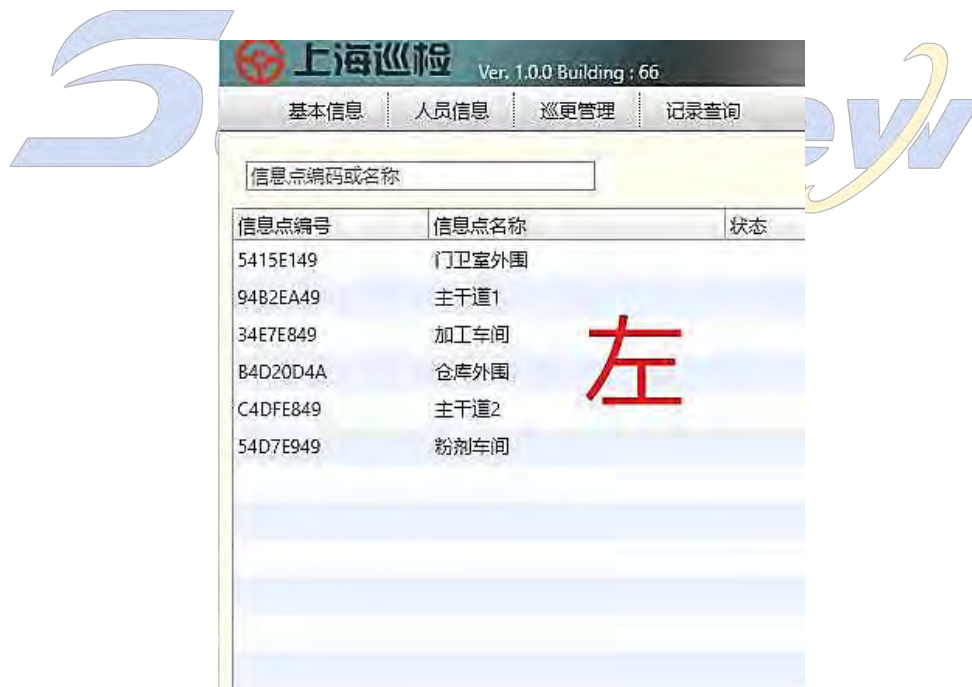 上海巡检 Ver. 1.0.0 Building : 66
基本信息 人员信息 巡更管理 记录查询
信息点编码或名称
信息点编号 信息点名称 状态
5415E149 门卫室外围
94B2EA49 主干道1
34E7E849 加工车间
B4D20D4A 仓库外围
C4DFE849 主干道2
54D7E949 粉剂车间
左